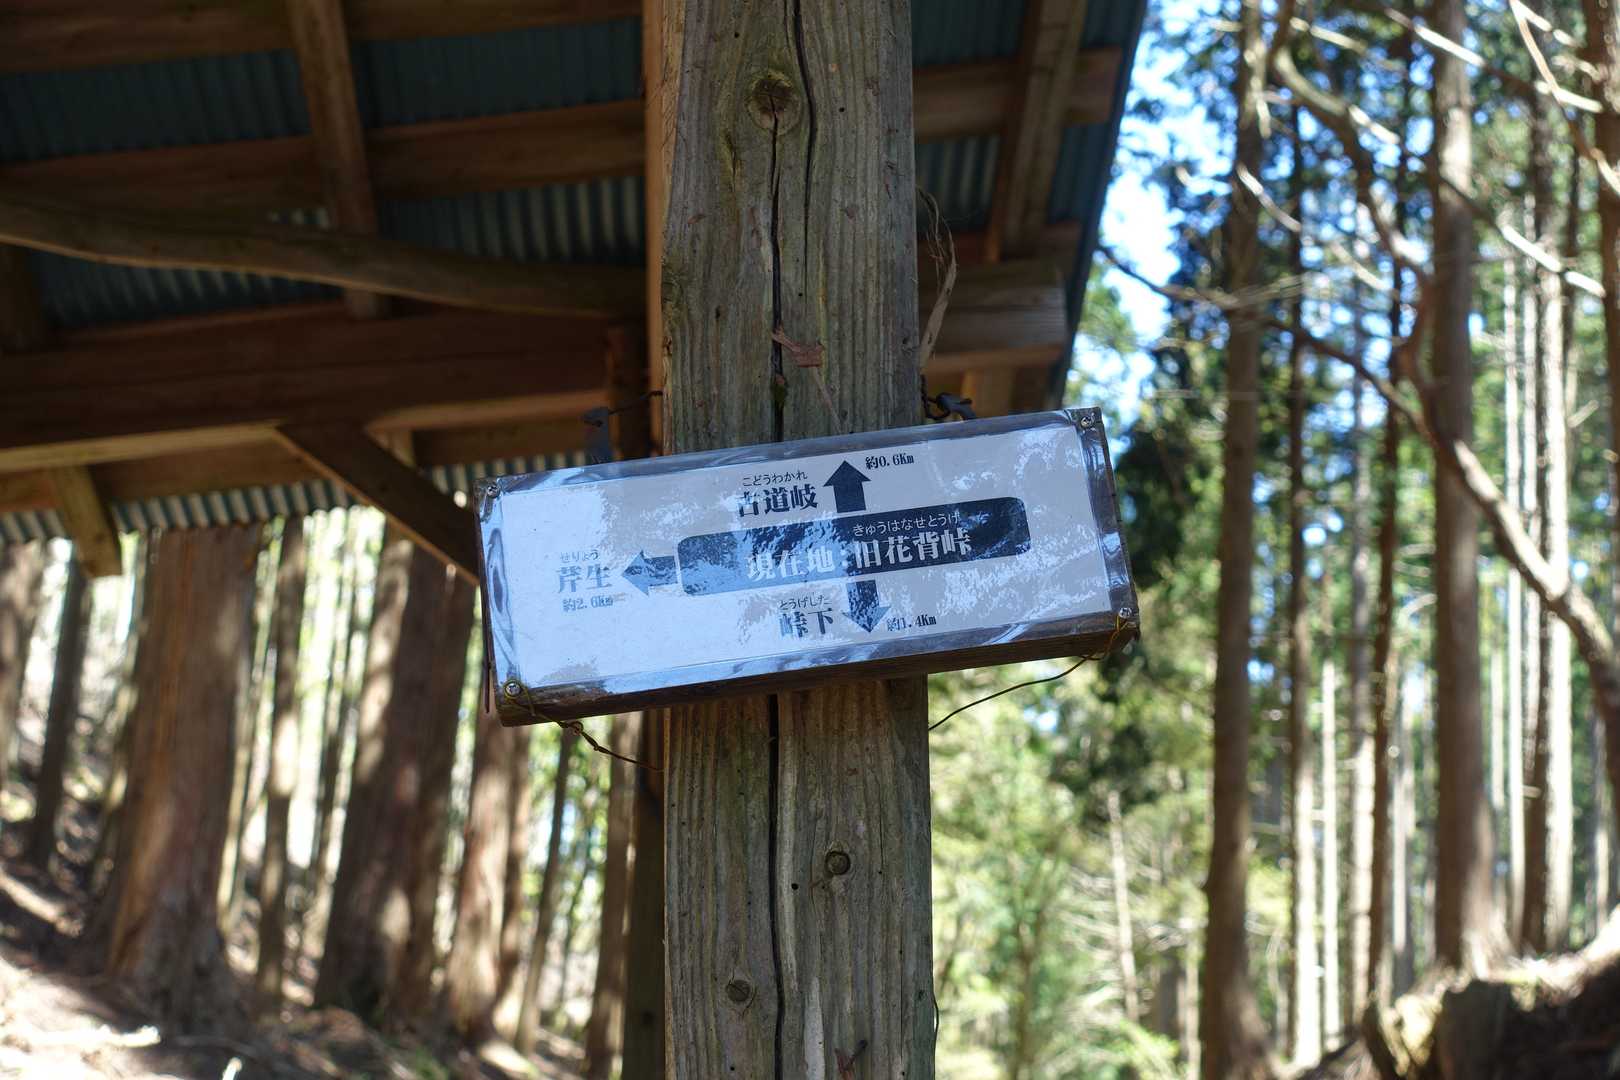 こどうわかれ
古道岐
約0.6Km
きゅうはなせとうげ
現在地:旧花背峠
せりょう
芹生
約2.6Km
とうげした
峠下
約1.4Km